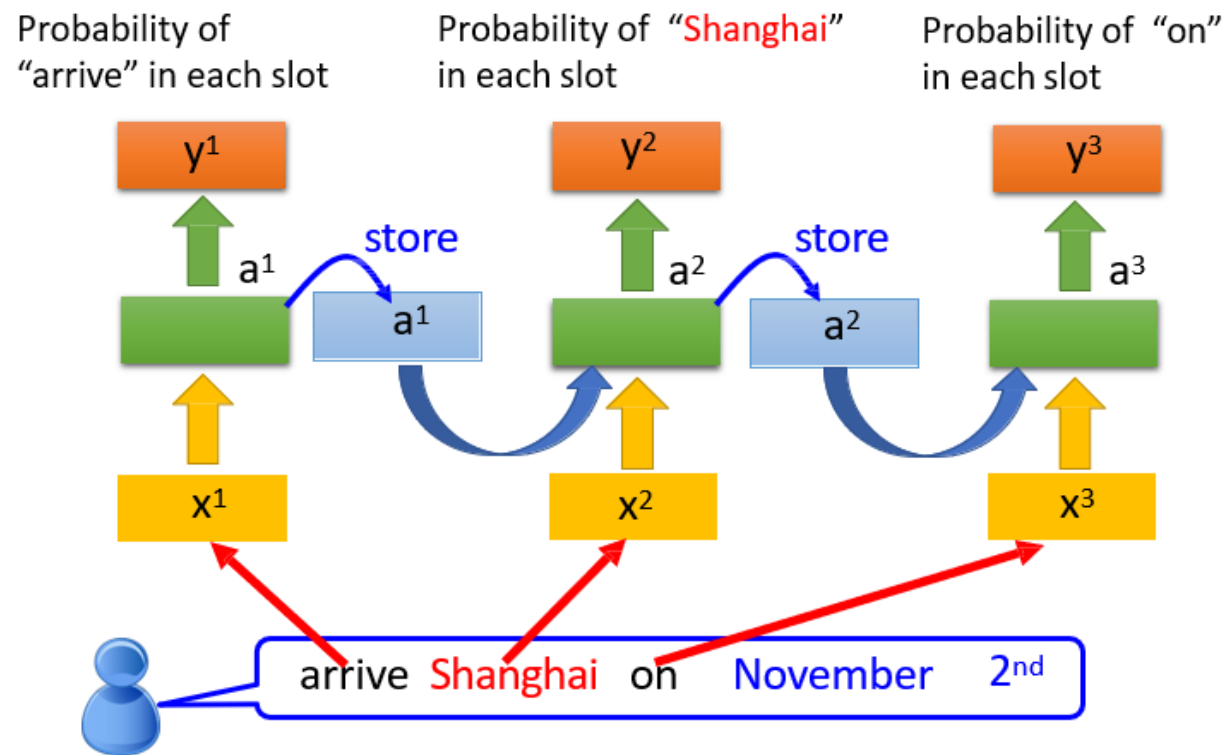 Probability of
“arrive” in each slot
Probability of “Shanghai”
in each slot
Probability of “on”
in each slot
y¹ y² y³
store store
a¹ a² a³
a¹ a²
x¹ x² x³
arrive Shanghai on November 2ⁿᵈ